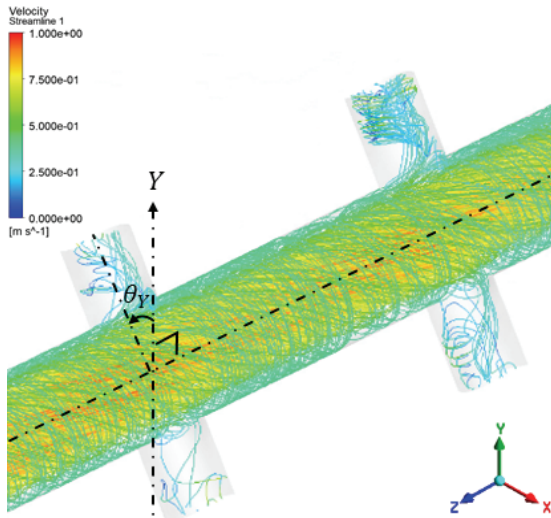 Velocity
Streamline 1
1.000e+00
7.500e-01
5.000e-01
2.500e-01
0.000e+00
[m s^-1]
Y
θY
Y
Z
X